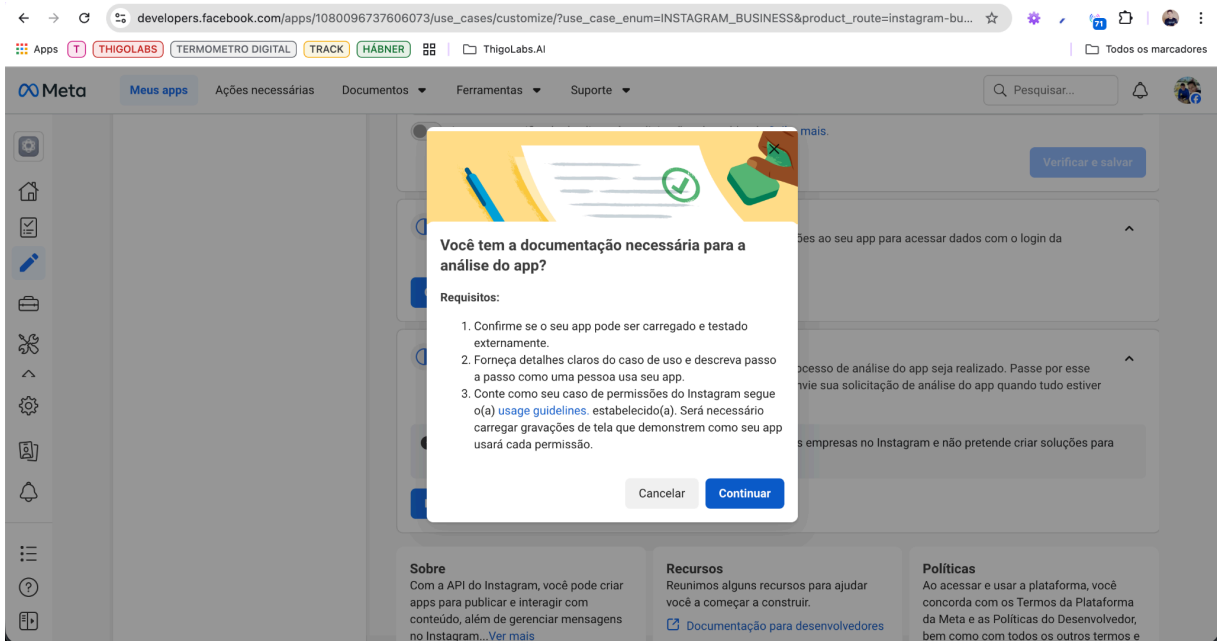 developers.facebook.com/apps/1080096737606073/use_cases/customize/?use_case_enum=INSTAGRAM_BUSINESS&product_route=instagram-bu...
71
Apps T THIGOLABS TERMOMETRO DIGITAL TRACK HÁBNER ThigoLabs.AI Todos os marcadores
Meta Meus apps Ações necessárias Documentos Ferramentas Suporte Pesquisar...
mais.
Verificar e salvar
Você tem a documentação necessária para a
análise do app?
Requisitos:
1. Confirme se o seu app pode ser carregado e testado
externamente.
2. Forneça detalhes claros do caso de uso e descreva passo
a passo como uma pessoa usa seu app.
3. Conte como seu caso de permissões do Instagram segue
o(a) usage guidelines. estabelecido(a). Será necessário
carregar gravações de tela que demonstrem como seu app
usará cada permissão.
Cancelar Continuar
ões ao seu app para acessar dados com o login da
ocesso de análise do app seja realizado. Passe por esse
nvie sua solicitação de análise do app quando tudo estiver
s empresas no Instagram e não pretende criar soluções para
Sobre
Com a API do Instagram, você pode criar
apps para publicar e interagir com
conteúdo, além de gerenciar mensagens
no Instagram...Ver mais
Recursos
Reunimos alguns recursos para ajudar
você a começar a construir.
Documentação para desenvolvedores
Políticas
Ao acessar e usar a plataforma, você
concorda com os Termos da Plataforma
da Meta e as Políticas do Desenvolvedor,
bem como com todos os outros termos e